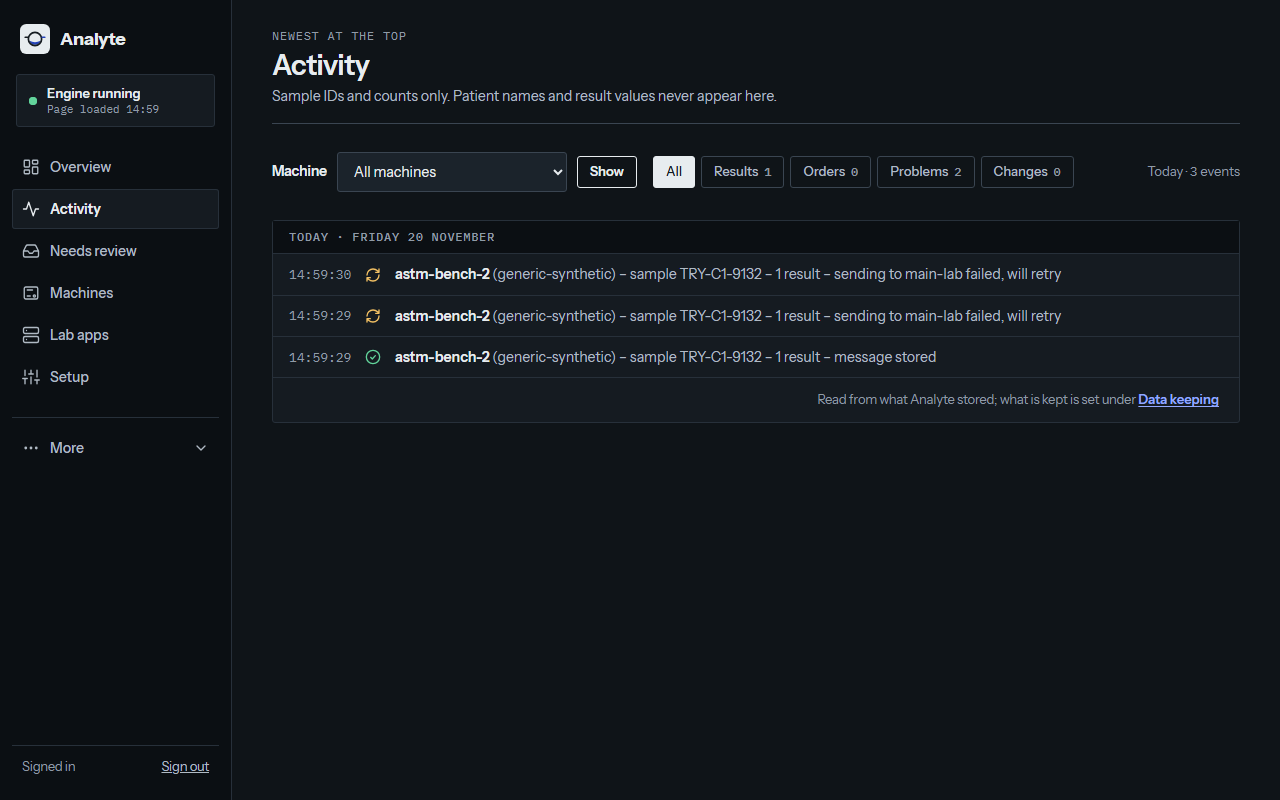 Analyte
Engine running
Page loaded 14:59
Overview
Activity
Needs review
Machines
Lab apps
Setup
More
Signed in
Sign out
NEWEST AT THE TOP
Activity
Sample IDs and counts only. Patient names and result values never appear here.
Machine All machines Show All Results 1 Orders 0 Problems 2 Changes 0 Today · 3 events
TODAY · FRIDAY 20 NOVEMBER
14:59:30 astm-bench-2 (generic-synthetic) – sample TRY-C1-9132 – 1 result – sending to main-lab failed, will retry
14:59:29 astm-bench-2 (generic-synthetic) – sample TRY-C1-9132 – 1 result – sending to main-lab failed, will retry
14:59:29 astm-bench-2 (generic-synthetic) – sample TRY-C1-9132 – 1 result – message stored
Read from what Analyte stored; what is kept is set under Data keeping